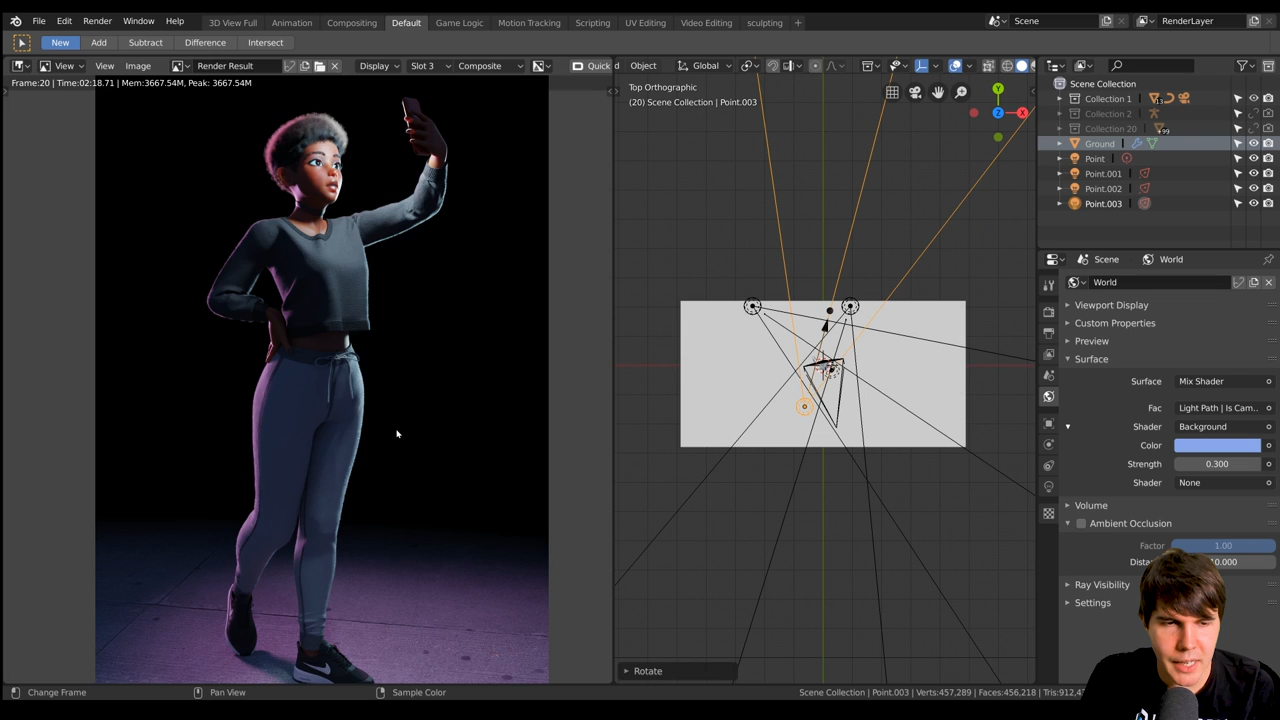 File Edit Render Window Help 3D View Full Animation Compositing Default Game Logic Motion Tracking Scripting UV Editing Video Editing sculpting + Scene RenderLayer
New Add Subtract Difference Intersect
View View Image Render Result Display Slot 3 Composite Quick
Object Global
Frame:20 | Time:02:18.71 | Mem:3667.54M, Peak: 3667.54M
Top Orthographic
(20) Scene Collection | Point.003
Y
X
Z
Scene Collection
Collection 1 13
Collection 2
Collection 20 +99
Ground
Point
Point.001
Point.002
Point.003
Scene World
World
Viewport Display
Custom Properties
Preview
Surface
Surface Mix Shader
Fac Light Path | Is Cam..
Shader Background
Color
Strength 0.300
Shader None
Volume
Ambient Occlusion
Factor 1.00
Ray Visibility
Settings
Rotate
Change Frame Pan View Sample Color
Scene Collection | Point.003 | Verts:457,289 | Faces:456,218 |